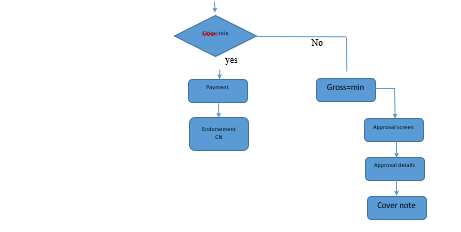 No
yes
Payment
Gross=min
Endorsement
CN
Approval screen
Approval details
Cover note